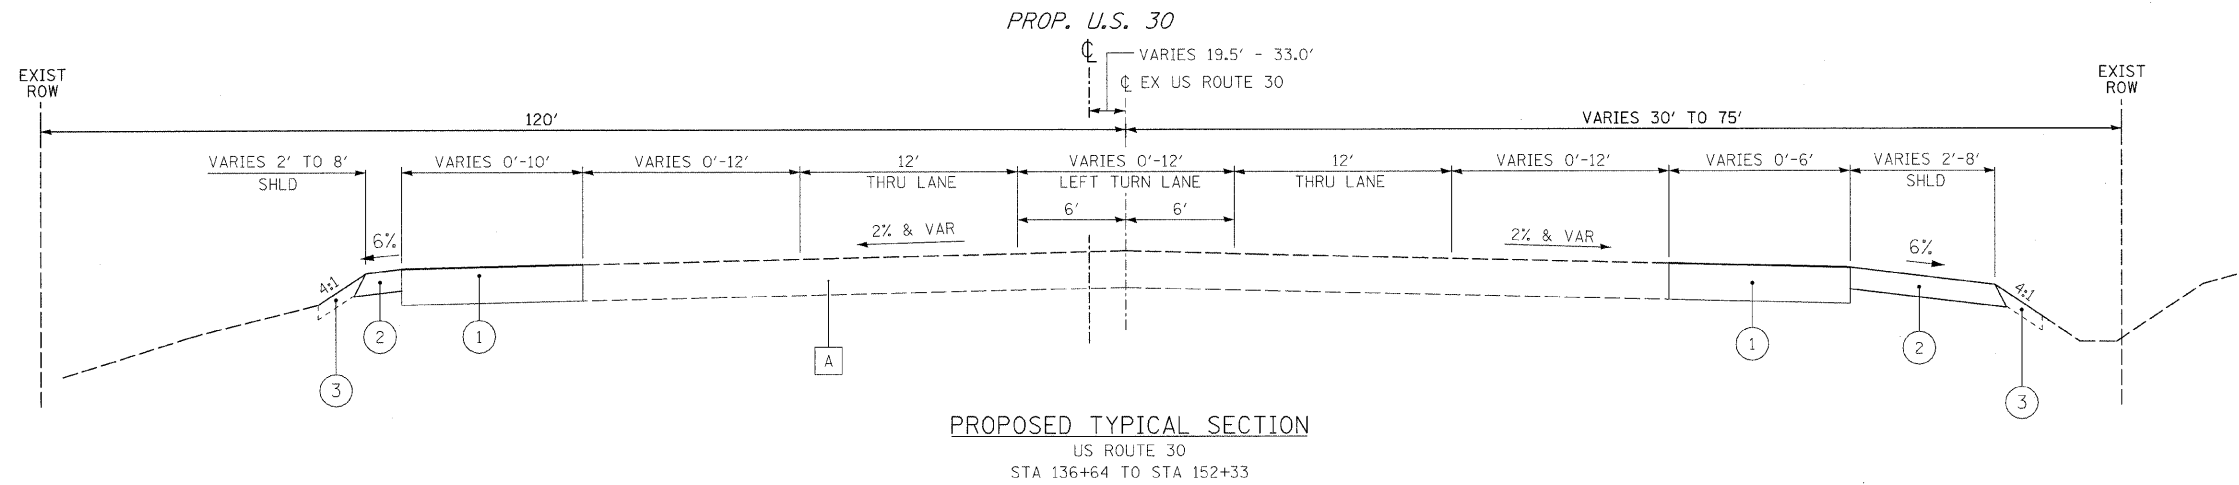 PROP. U.S. 30
℄
VARIES 19.5' - 33.0'
℄ EX US ROUTE 30
EXIST
ROW
EXIST
ROW
120'
VARIES 30' TO 75'
VARIES 2' TO 8'
SHLD
VARIES 0'-10'
VARIES 0'-12'
12'
THRU LANE
VARIES 0'-12'
LEFT TURN LANE
12'
THRU LANE
VARIES 0'-12'
VARIES 0'-6'
VARIES 2'-8'
SHLD
6'
6'
2% & VAR
2% & VAR
6%
6%
4:1
4:1
3
2
1
A
1
2
3
PROPOSED TYPICAL SECTION
US ROUTE 30
STA 136+64 TO STA 152+33